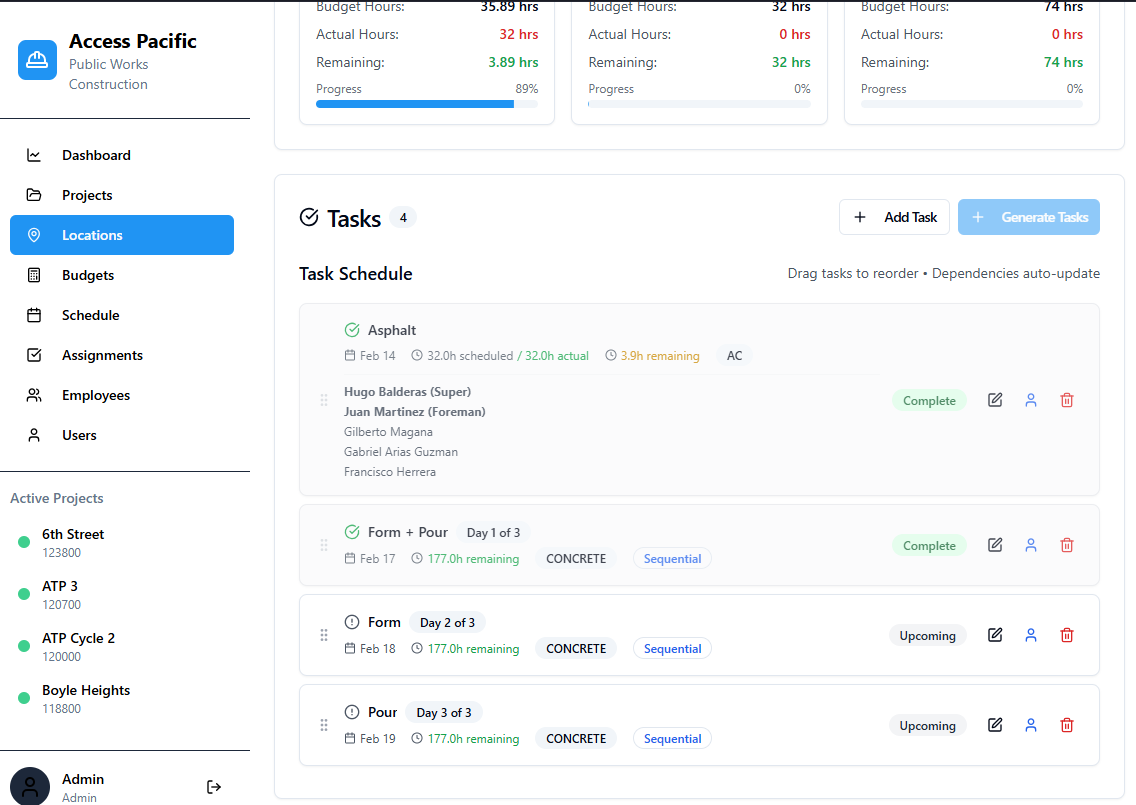 Access Pacific
Public Works
Construction
Dashboard
Projects
Locations
Budgets
Schedule
Assignments
Employees
Users
Active Projects
6th Street
123800
ATP 3
120700
ATP Cycle 2
120000
Boyle Heights
118800
Admin
Admin
Budget Hours: 35.89 hrs
Actual Hours: 32 hrs
Remaining: 3.89 hrs
Progress 89%
Budget Hours: 32 hrs
Actual Hours: 0 hrs
Remaining: 32 hrs
Progress 0%
Budget Hours: 74 hrs
Actual Hours: 0 hrs
Remaining: 74 hrs
Progress 0%
Tasks 4
Add Task
Generate Tasks
Task Schedule
Drag tasks to reorder • Dependencies auto-update
Asphalt
Feb 14 32.0h scheduled / 32.0h actual 3.9h remaining AC
Hugo Balderas (Super)
Juan Martinez (Foreman)
Gilberto Magana
Gabriel Arias Guzman
Francisco Herrera
Complete
Form + Pour Day 1 of 3
Feb 17 177.0h remaining CONCRETE Sequential
Complete
Form Day 2 of 3
Feb 18 177.0h remaining CONCRETE Sequential
Upcoming
Pour Day 3 of 3
Feb 19 177.0h remaining CONCRETE Sequential
Upcoming